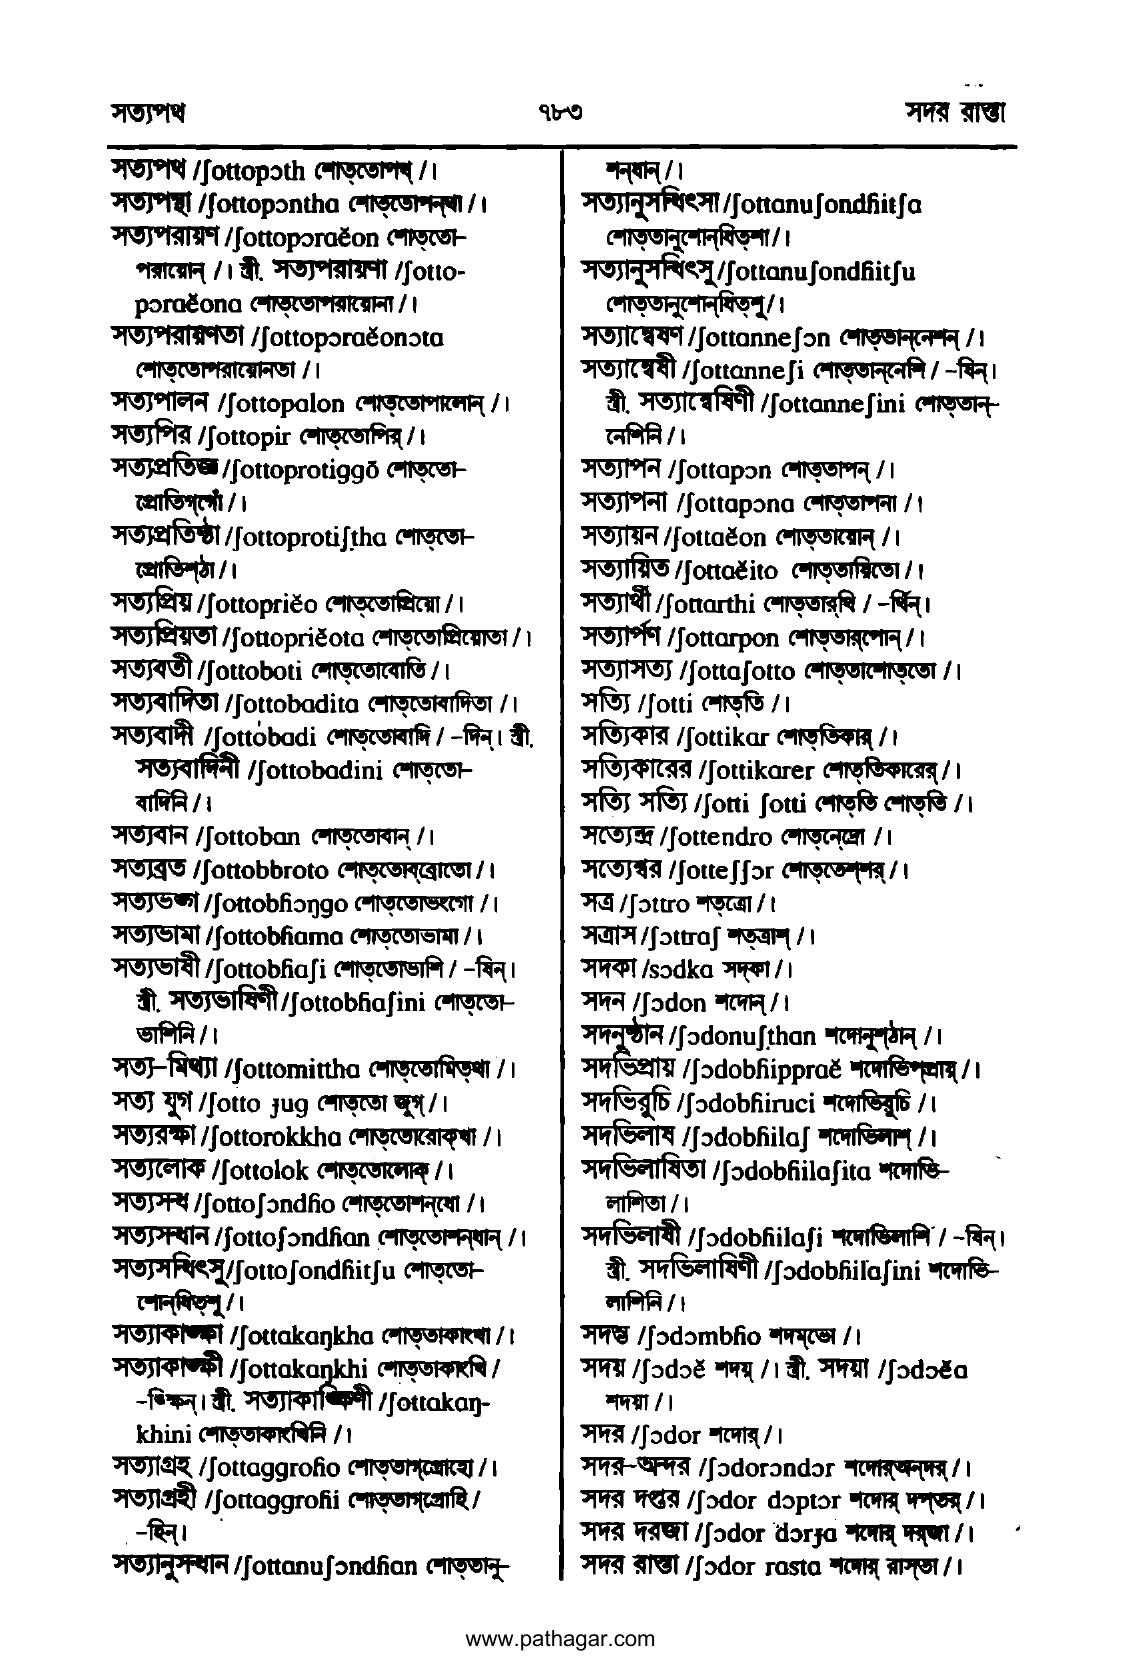 সত্যপথ ৭৮৩ সদর রাস্তা
সত্যপথ /ʃottopɔth শোত্‌তোপথ্‌ /।
সত্যপন্থা /ʃottopɔntha শোত্‌তোপন্‌থা /।
সত্যপরায়ণ /ʃottopɔraĕon শোত্‌তো–
পরায়োন্‌ /। স্ত্রী. সত্যপরায়ণা /ʃotto-
pɔraĕona শোত্‌তোপরায়োনা /।
সত্যপরায়ণতা /ʃottopɔraĕonɔta
শোত্‌তোপরায়োনতা /।
সত্যপালন /ʃottopalon শোত্‌তোপালোন্‌ /।
সত্যপির /ʃottopir শোত্‌তোপির্‌ /।
সত্যপ্রতিজ্ঞ /ʃottoprotiggõ শোত্‌তো–
প্রোতিগ্‌গোঁ /।
সত্যপ্রতিষ্ঠা /ʃottoprotiʃtha শোত্‌তো–
প্রোতিশ্‌ঠা /।
সত্যপ্রিয় /ʃottopriĕo শোত্‌তোপ্রিয়ো /।
সত্যপ্রিয়তা /ʃottopriĕota শোত্‌তোপ্রিয়োতা /।
সত্যবতী /ʃottoboti শোত্‌তোবোতি /।
সত্যবাদিতা /ʃottobadita শোত্‌তোবাদিতা /।
সত্যবাদী /ʃottobadi শোত্‌তোবাদি / –দিন্‌। স্ত্রী.
সত্যবাদিনী /ʃottobadini শোত্‌তো–
বাদিনি /।
সত্যবান /ʃottoban শোত্‌তোবান্‌ /।
সত্যব্রত /ʃottobbroto শোত্‌তোব্‌ব্রোতো /।
সত্যভঙ্গ /ʃottobɦɔŋgo শোত্‌তোভংগো /।
সত্যভামা /ʃottobɦama শোত্‌তোভামা /।
সত্যভাষী /ʃottobɦaʃi শোত্‌তোভাশি / –ষিন্‌।
স্ত্রী. সত্যভাষিণী /ʃottobɦaʃini শোত্‌তো–
ভাশিনি /।
সত্য–মিথ্যা /ʃottomittha শোত্‌তোমিত্‌থা /।
সত্য যুগ /ʃotto ɟug শোত্‌তো জুগ্‌ /।
সত্যরক্ষা /ʃottorokkha শোত্‌তোরোক্‌খা /।
সত্যলোক /ʃottolok শোত্‌তোলোক্‌ /।
সত্যসন্ধ /ʃottoʃɔndɦo শোত্‌তোশন্‌ধো /।
সত্যসন্ধান /ʃottoʃɔndɦan শোত্‌তোশন্‌ধান্‌ /।
সত্যসন্ধিৎসু /ʃottoʃondɦitʃu শোত্‌তো–
শোন্‌ধিত্‌শু /।
সত্যাকাঙ্ক্ষা /ʃottakaŋkha শোত্‌তাকাংখা /।
সত্যাকাঙ্ক্ষী /ʃottakaŋkhi শোত্‌তাকাংখি /
–ঙ্ক্ষিন্‌। স্ত্রী. সত্যাকাঙ্ক্ষিণী /ʃottakaŋ-
khini শোত্‌তাকাংখিনি /।
সত্যাগ্রহ /ʃottaggroɦo শোত্‌তাগ্‌গ্রোহো /।
সত্যাগ্রহী /ʃottaggroɦi শোত্‌তাগ্‌গ্রোহি /
–হিন্‌।
সত্যানুসন্ধান /ʃottanuʃɔndɦan শোত্‌তানু–
শন্‌ধান্‌ /।
সত্যানুসন্ধিৎসা /ʃottanuʃondɦitʃa
শোত্‌তানুশোন্‌ধিত্‌শা /।
সত্যানুসন্ধিৎসু /ʃottanuʃondɦitʃu
শোত্‌তানুশোন্‌ধিত্‌শু /।
সত্যান্বেষণ /ʃottanneʃɔn শোত্‌তান্‌নেশন্‌ /।
সত্যান্বেষী /ʃottanneʃi শোত্‌তান্‌নেশি / –ষিন্‌।
স্ত্রী. সত্যান্বেষিণী /ʃottanneʃini শোত্‌তান্‌–
নেশিনি /।
সত্যাপন /ʃottapɔn শোত্‌তাপন্‌ /।
সত্যাপনা /ʃottapɔna শোত্‌তাপনা /।
সত্যায়ন /ʃottaĕon শোত্‌তায়োন্‌ /।
সত্যায়িত /ʃottaĕito শোত্‌তায়িতো /।
সত্যার্থী /ʃottarthi শোত্‌তার্‌থি / –র্থিন্‌।
সত্যার্পণ /ʃottarpon শোত্‌তার্‌পোন্‌ /।
সত্যাসত্য /ʃottaʃotto শোত্‌তাশোত্‌তো /।
সত্যি /ʃotti শোত্‌তি /।
সত্যিকার /ʃottikar শোত্‌তিকার্‌ /।
সত্যিকারের /ʃottikarer শোত্‌তিকারের্‌ /।
সত্যি সত্যি /ʃotti ʃotti শোত্‌তি শোত্‌তি /।
সত্যেন্দ্র /ʃottendro শোত্‌তেন্‌দ্রো /।
সত্যেশ্বর /ʃotteʃʃɔr শোত্‌তেশ্‌শর্‌ /।
সত্র /ʃɔttro শত্‌ত্রো /।
সত্রাস /ʃɔttraʃ শত্‌ত্রাশ্‌ /।
সদকা /sɔdka সদ্‌কা /।
সদন /ʃɔdon শদোন্‌ /।
সদনুষ্ঠান /ʃɔdonuʃthan শদোনুশ্‌ঠান্‌ /।
সদভিপ্রায় /ʃɔdobɦippraĕ শদোভিপ্‌প্রায়্‌ /।
সদভিরুচি /ʃɔdobɦiruci শদোভিরুচি /।
সদভিলাষ /ʃɔdobɦilaʃ শদোভিলাশ্‌ /।
সদভিলাষিতা /ʃɔdobɦilaʃita শদোভি–
লাশিতা /।
সদভিলাষী /ʃɔdobɦilaʃi শদোভিলাশি / –ষিন্‌।
স্ত্রী. সদভিলাষিণী /ʃɔdobɦilaʃini শদোভি–
লাশিনি /।
সদম্ভ /ʃɔdɔmbɦo শদম্‌ভো /।
সদয় /ʃɔdɔĕ শদয়্‌ /। স্ত্রী. সদয়া /ʃɔdɔĕa
শদয়া /।
সদর /ʃɔdor শদোর্‌ /।
সদর–অন্দর /ʃɔdorɔndɔr শদোর্‌অন্‌দর্‌ /।
সদর দপ্তর /ʃɔdor dɔptɔr শদোর্‌ দপ্‌তর্‌ /।
সদর দরজা /ʃɔdor dɔrɟa শদোর্‌ দর্‌জা /।
সদর রাস্তা /ʃɔdor rasta শদোর্‌ রাস্‌তা /।
www.pathagar.com